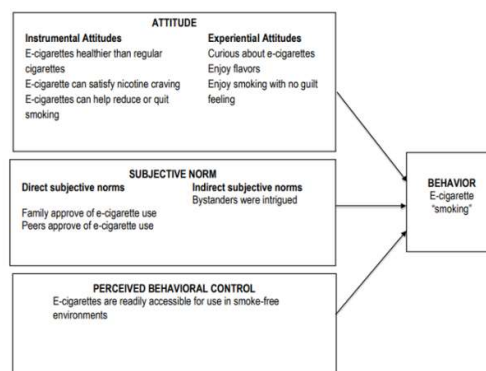 ATTITUDE
Instrumental Attitudes
E-cigarettes healthier than regular
cigarettes
E-cigarette can satisfy nicotine craving
E-cigarettes can help reduce or quit
smoking
Experiential Attitudes
Curious about e-cigarettes
Enjoy flavors
Enjoy smoking with no guilt
feeling
SUBJECTIVE NORM
Direct subjective norms
Family approve of e-cigarette use
Peers approve of e-cigarette use
Indirect subjective norms
Bystanders were intrigued
PERCEIVED BEHAVIORAL CONTROL
E-cigarettes are readily accessible for use in smoke-free
environments
BEHAVIOR
E-cigarette
“smoking”